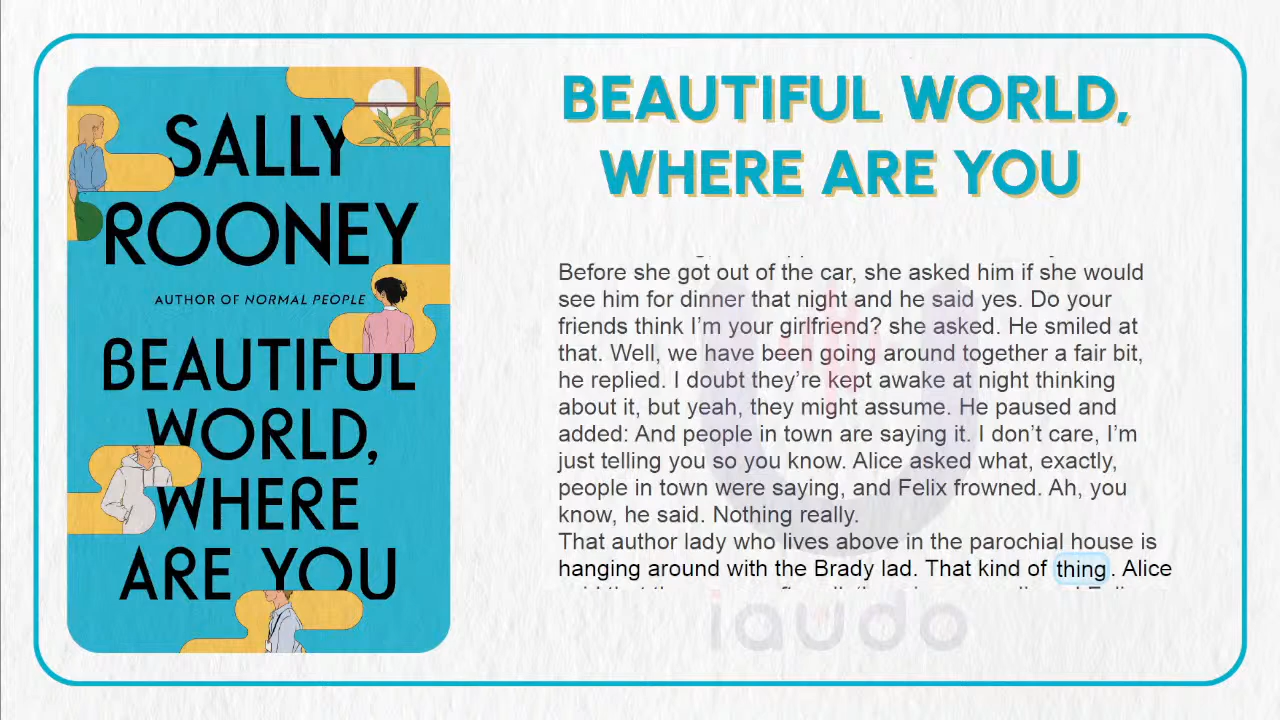 SALLY
ROONEY
AUTHOR OF NORMAL PEOPLE
BEAUTIFUL
WORLD,
WHERE
ARE YOU
BEAUTIFUL WORLD,
WHERE ARE YOU
Before she got out of the car, she asked him if she would
see him for dinner that night and he said yes. Do your
friends think I’m your girlfriend? she asked. He smiled at
that. Well, we have been going around together a fair bit,
he replied. I doubt they’re kept awake at night thinking
about it, but yeah, they might assume. He paused and
added: And people in town are saying it. I don’t care, I’m
just telling you so you know. Alice asked what, exactly,
people in town were saying, and Felix frowned. Ah, you
know, he said. Nothing really.
That author lady who lives above in the parochial house is
hanging around with the Brady lad. That kind of thing. Alice
iaudo